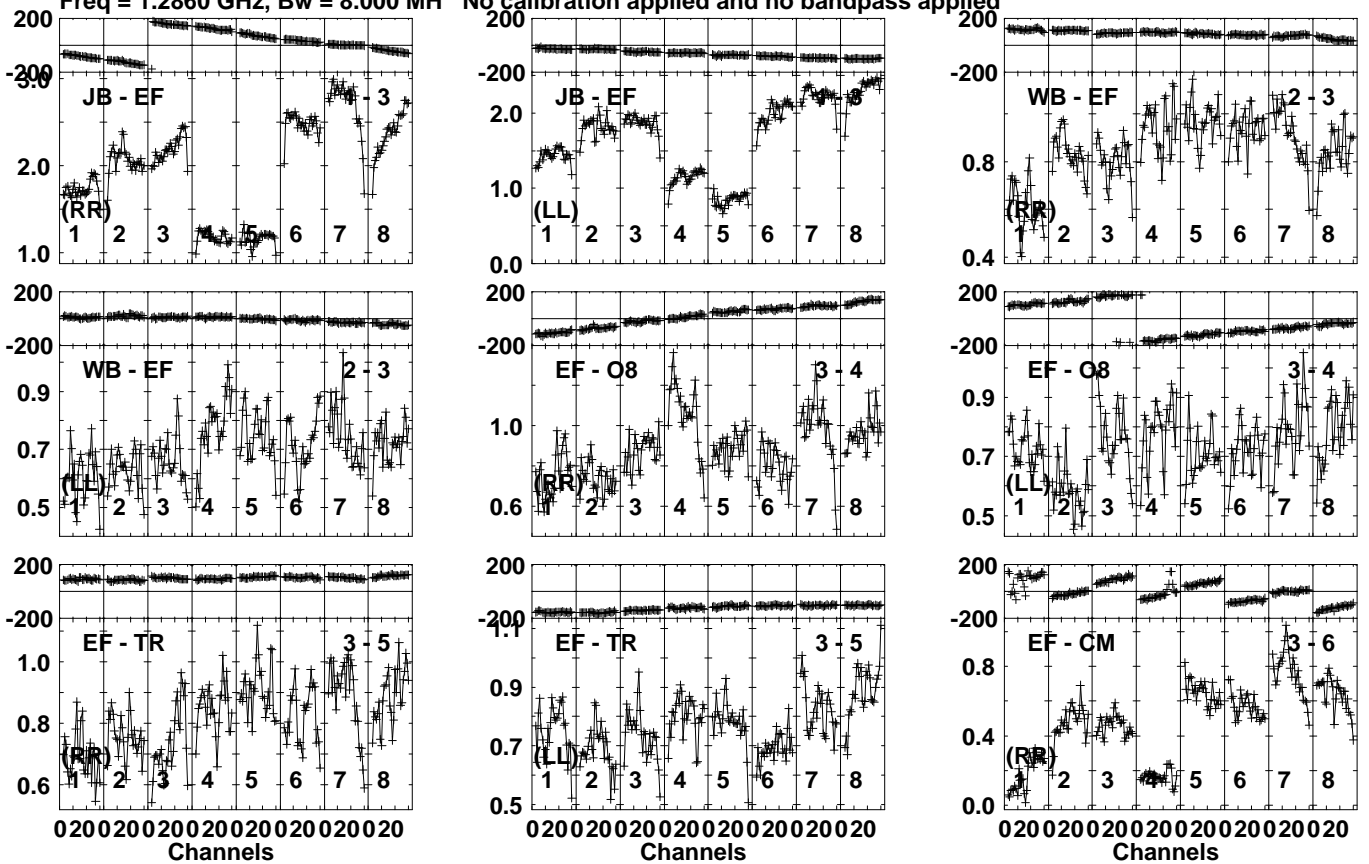 Freq = 1.2860 GHz, Bw = 8.000 MH No calibration applied and no bandpass applied
200
-200
3.0
2.0
1.0
JB - EF 1 - 3
(RR)
1 2 3 4 5 6 7 8
200
-200
2.0
1.0
0.0
JB - EF 1 - 3
(LL)
1 2 3 4 5 6 7 8
200
-200
0.8
0.4
WB - EF 2 - 3
(RR)
1 2 3 4 5 6 7 8
200
-200
0.9
0.7
0.5
WB - EF 2 - 3
(LL)
1 2 3 4 5 6 7 8
200
-200
1.0
0.6
EF - O8 3 - 4
(RR)
1 2 3 4 5 6 7 8
200
-200
0.9
0.7
0.5
EF - O8 3 - 4
(LL)
1 2 3 4 5 6 7 8
200
-200
1.0
0.8
0.6
EF - TR 3 - 5
(RR)
1 2 3 4 5 6 7 8
0 20 0 20 0 20 0 20 0 20 0 20 0 20 0 20
Channels
200
-200
1.1
0.9
0.7
0.5
EF - TR 3 - 5
(LL)
1 2 3 4 5 6 7 8
0 20 0 20 0 20 0 20 0 20 0 20 0 20 0 20
Channels
200
-200
0.8
0.4
0.0
EF - CM 3 - 6
(RR)
1 2 3 4 5 6 7 8
0 20 0 20 0 20 0 20 0 20 0 20 0 20 0 20
Channels